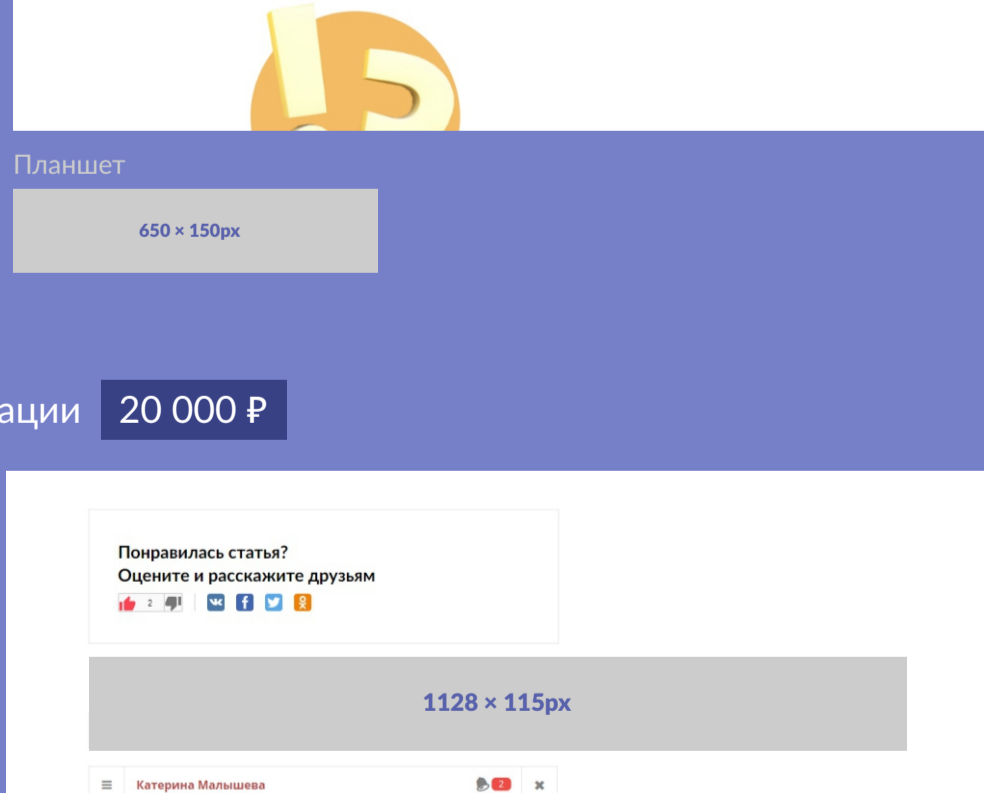 !?
Планшет
650 × 150px
ации 20 000 ₽
Понравилась статья?
Оцените и расскажите друзьям
2
1128 × 115px
Катерина Малышева 2